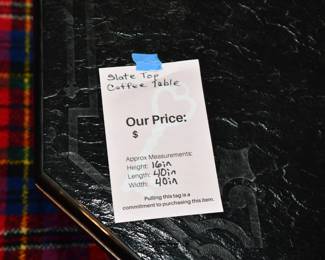 Slate Top
Coffee Table
Our Price:
$
Approx Measurements:
Height: 16in
Length: 40in
Width: 40in
Pulling this tag is a
commitment to purchasing this item.